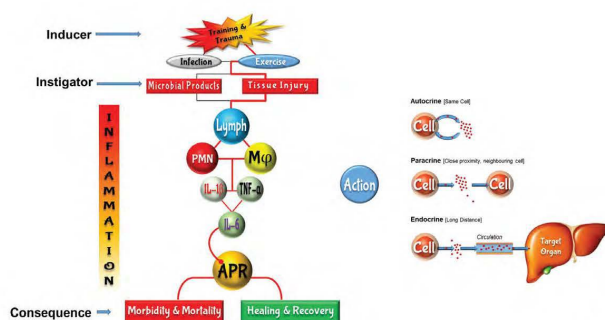 Inducer
Training &
Trauma
Infection
Exercise
Instigator
Microbial Products
Tissue Injury
INFLAMMATION
Lymph
PMN
Mφ
IL-1β
TNF-α
IL-6
APR
Consequence
Morbidity & Mortality
Healing & Recovery
Action
Autocrine [Same Cell]
Cell
Paracrine [Close proximity, neighbouring cell]
Cell
Cell
Endocrine [Long Distance]
Cell
Circulation
Target
Organ